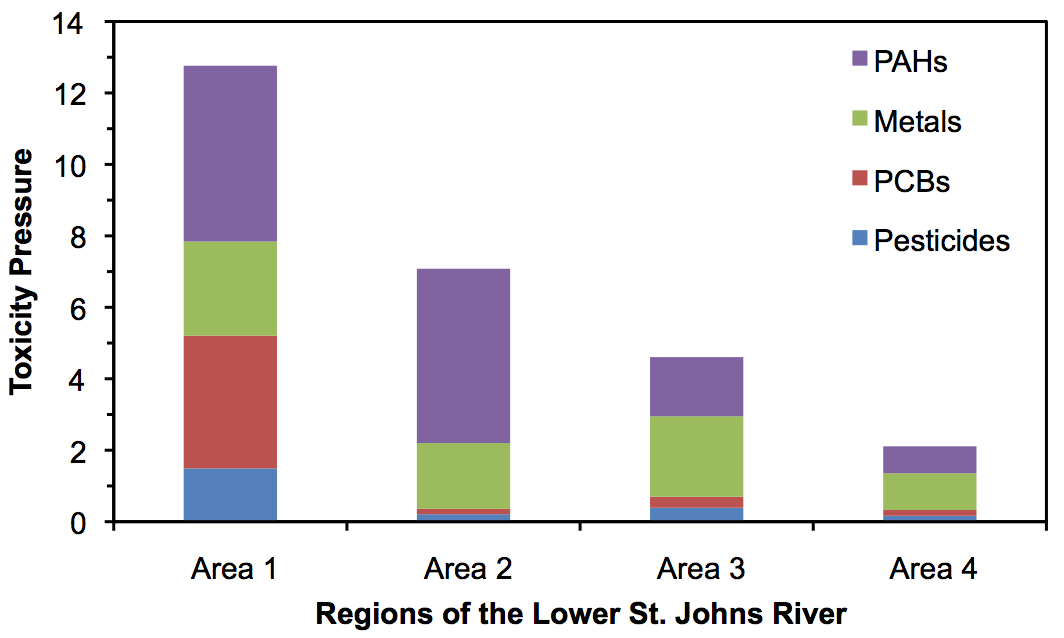 14
12
10
8
6
4
2
0
Toxicity Pressure
PAHs
Metals
PCBs
Pesticides
Area 1
Area 2
Area 3
Area 4
Regions of the Lower St. Johns River